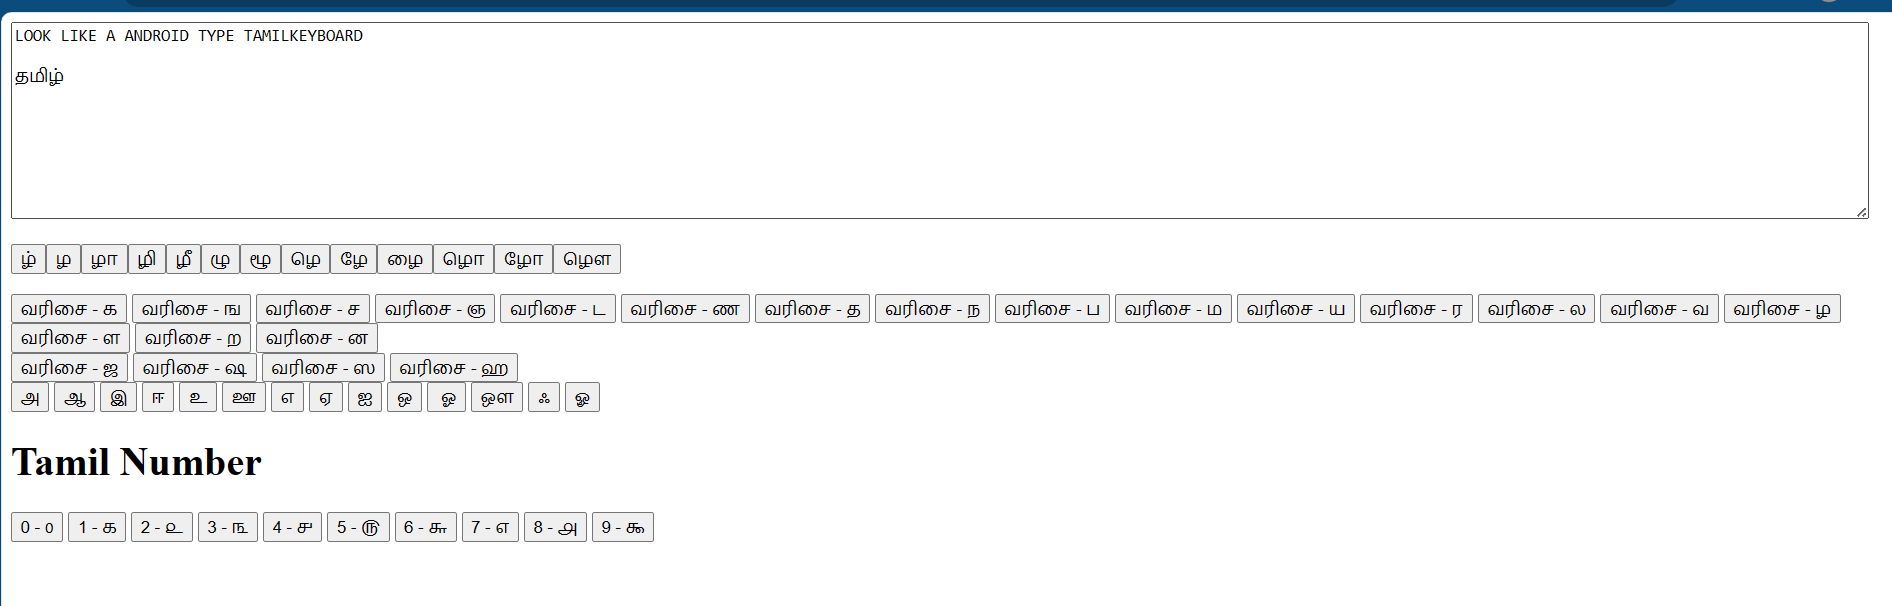 LOOK LIKE A ANDROID TYPE TAMILKEYBOARD
தமிழ்
ழ் ழ ழா ழி ழீ ழு ழூ ழெ ழே ழை ழொ ழோ ழௌ
வரிசை - க வரிசை - ங வரிசை - ச வரிசை - ஞ வரிசை - ட வரிசை - ண வரிசை - த வரிசை - ந வரிசை - ப வரிசை - ம வரிசை - ய வரிசை - ர வரிசை - ல வரிசை - வ வரிசை - ழ
வரிசை - ள வரிசை - ற வரிசை - ன
வரிசை - ஜ வரிசை - ஷ வரிசை - ஸ வரிசை - ஹ
அ ஆ இ ஈ உ ஊ எ ஏ ஐ ஒ ஓ ஔ ஃ ௐ
Tamil Number
0 - ௦ 1 - ௧ 2 - ௨ 3 - ௩ 4 - ௪ 5 - ௫ 6 - ௬ 7 - ௭ 8 - ௮ 9 - ௯